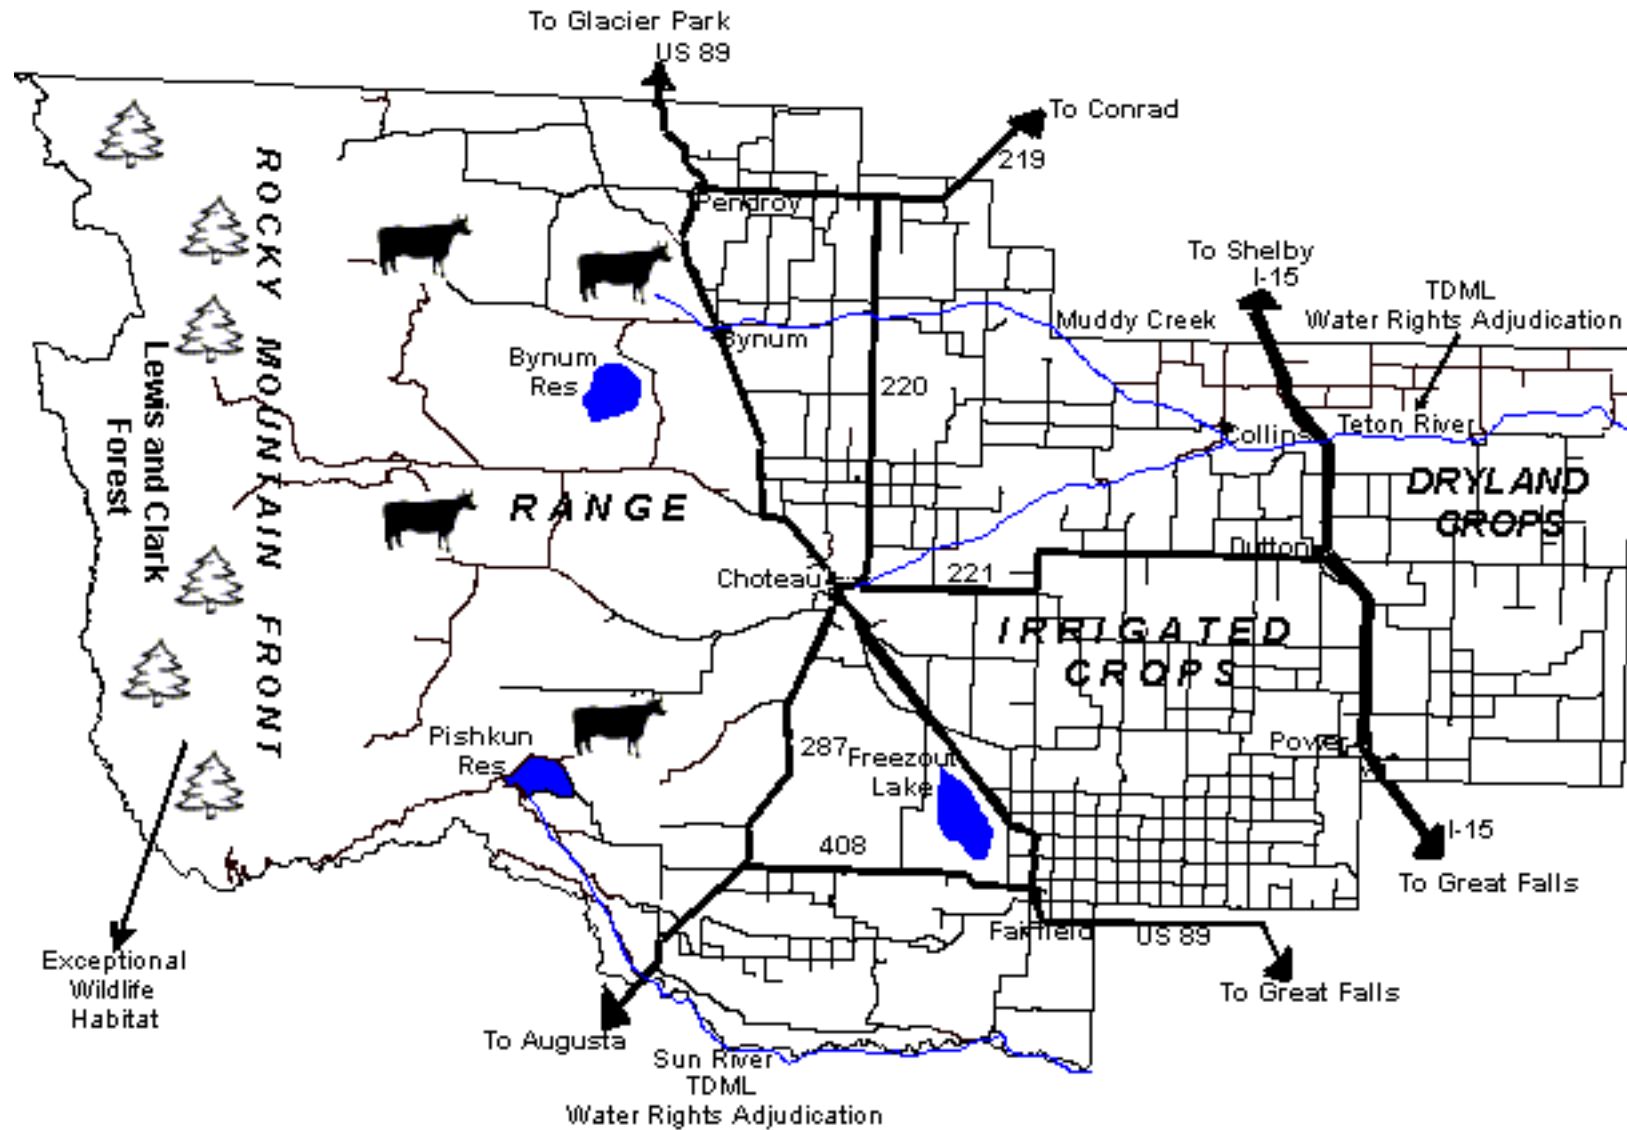 To Glacier Park
US 89
To Conrad
219
Pendroy
To Shelby
I-15
TDML
Water Rights Adjudication
Muddy Creek
Bynum
Bynum
Res
220
Teton River
Collins
ROCKY MOUNTAIN FRONT
Lewis and Clark
Forest
RANGE
DRYLAND
CROPS
Dutton
Choteau
221
IRRIGATED
CROPS
Pishkun
Res
287
Freezout
Lake
Power
408
I-15
To Great Falls
Fairfield
US 89
To Great Falls
Exceptional
Wildlife
Habitat
To Augusta
Sun River
TDML
Water Rights Adjudication